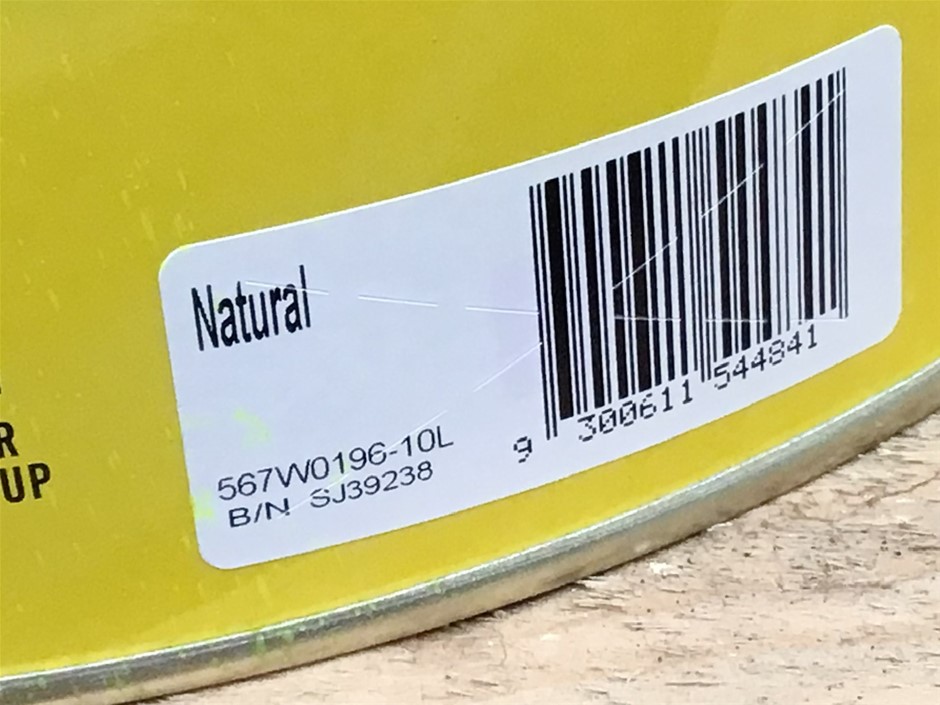 Natural
567W0196-10L
B/N SJ39238
9 300611 544841
R
UP